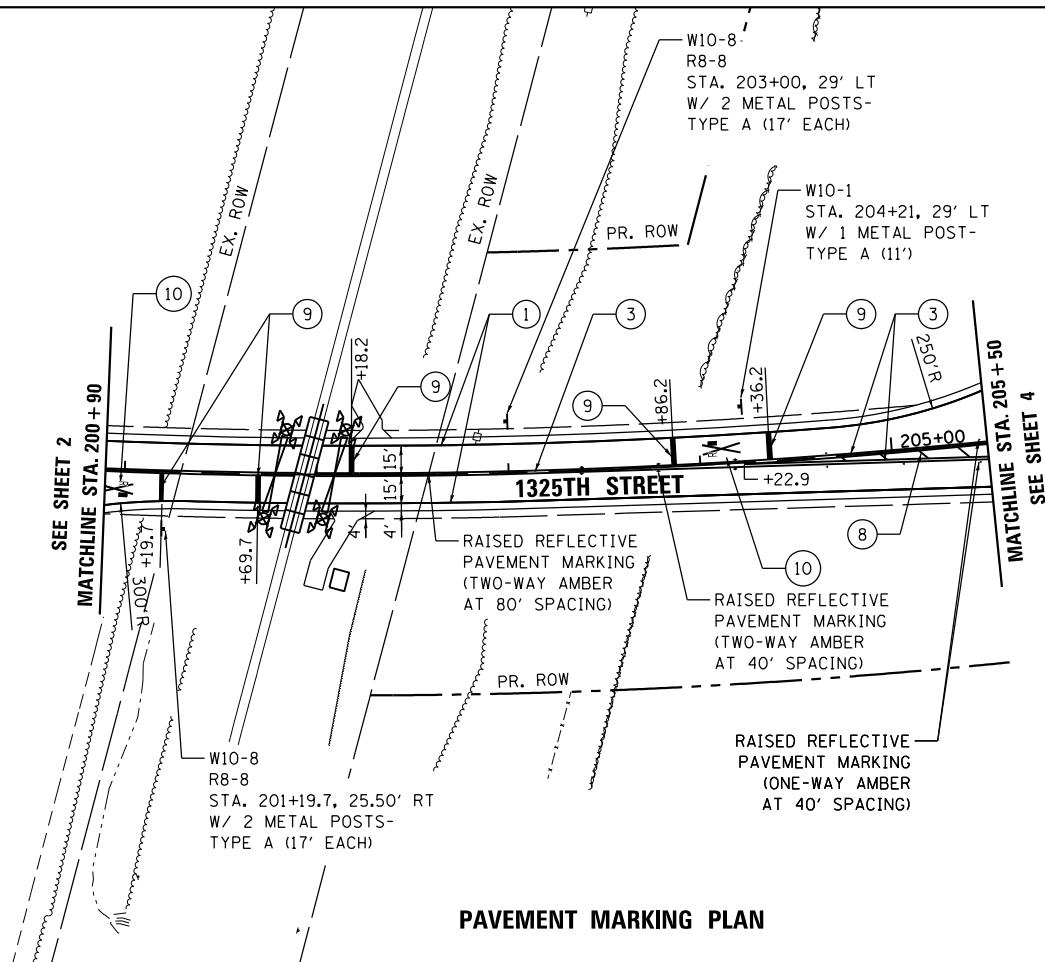 W10-8
R8-8
STA. 203+00, 29' LT
W/ 2 METAL POSTS-
TYPE A (17' EACH)
EX. ROW
EX. ROW
PR. ROW
W10-1
STA. 204+21, 29' LT
W/ 1 METAL POST-
TYPE A (11')
10
9
1
3
9
3
250'R
+18.2
9
9
+86.2
+36.2
SEE SHEET 2
MATCHLINE STA. 200+90
MATCHLINE STA. 205+50
SEE SHEET 4
205+00
15'
15'
4'
4'
1325TH STREET
+22.9
8
10
+19.7
300'R
+69.7
RAISED REFLECTIVE
PAVEMENT MARKING
(TWO-WAY AMBER
AT 80' SPACING)
RAISED REFLECTIVE
PAVEMENT MARKING
(TWO-WAY AMBER
AT 40' SPACING)
PR. ROW
RAISED REFLECTIVE
PAVEMENT MARKING
(ONE-WAY AMBER
AT 40' SPACING)
W10-8
R8-8
STA. 201+19.7, 25.50' RT
W/ 2 METAL POSTS-
TYPE A (17' EACH)
PAVEMENT MARKING PLAN